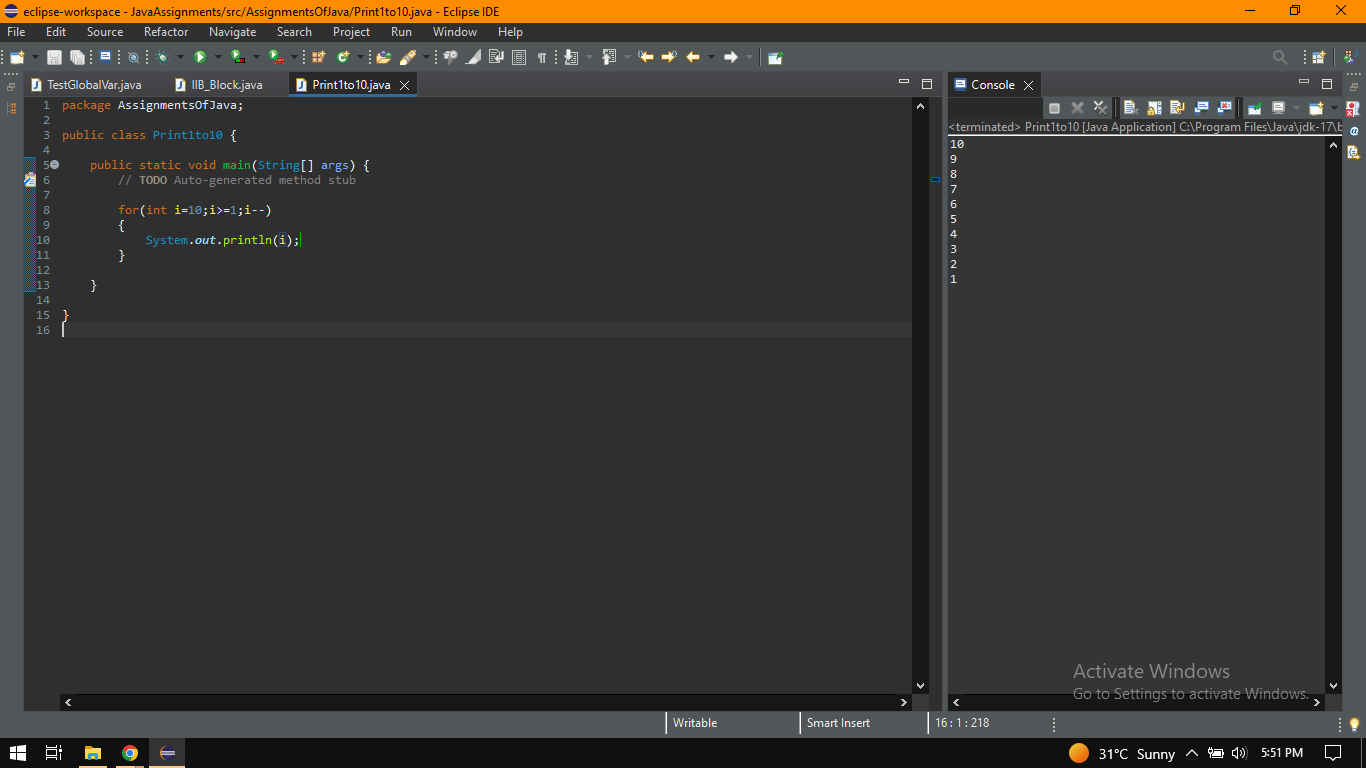 eclipse-workspace - JavaAssignments/src/AssignmentsOfJava/Print1to10.java - Eclipse IDE
File Edit Source Refactor Navigate Search Project Run Window Help
TestGlobalVar.java IIB_Block.java Print1to10.java
1 package AssignmentsOfJava;
2
3 public class Print1to10 {
4
5 public static void main(String[] args) {
6 // TODO Auto-generated method stub
7
8 for(int i=10;i>=1;i--)
9 {
10 System.out.println(i);
11 }
12
13 }
14
15 }
16
Console
<terminated> Print1to10 [Java Application] C:\Program Files\Java\jdk-17\b
10
9
8
7
6
5
4
3
2
1
Activate Windows
Go to Settings to activate Windows.
Writable Smart Insert 16 : 1 : 218
31°C Sunny 5:51 PM